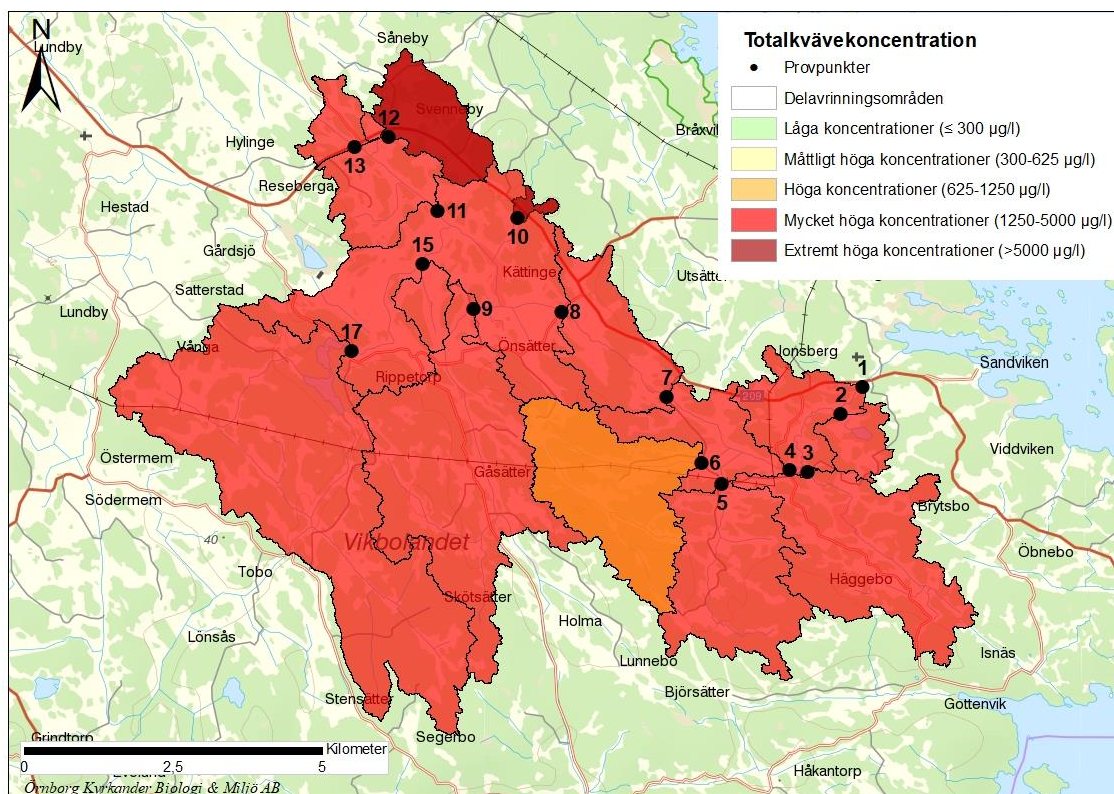 N
Lundby
Såneby
Totalkvävekoncentration
Provpunkter
Delavrinningsområden
Låga koncentrationer (≤ 300 µg/l)
Måttligt höga koncentrationer (300-625 µg/l)
Höga koncentrationer (625-1250 µg/l)
Mycket höga koncentrationer (1250-5000 µg/l)
Extremt höga koncentrationer (>5000 µg/l)
Svenneby
12
Hylinge
13
Reseberga
Hestad
11
10
Gårdsjö
15
Kättinge
Utsätter
Satterstad
Lundby
9
8
17
Vånga
Önsätter
Jonsberg
Sandviken
Rippetorp
7
209
1
2
Östermem
Gåsätter
6
4
3
Viddviken
Södermem
5
Brytsbo
40
Vikbolandet
Öbnebo
Tobo
Häggebo
Skötsätter
Holma
Lönsås
Lunnebo
Isnäs
Björsätter
Stensätter
Gottenvik
Segerbo
Grindtorp
Kilometer
0
2,5
5
Håkantorp
Örnborg Kyrkander Biologi & Miljö AB